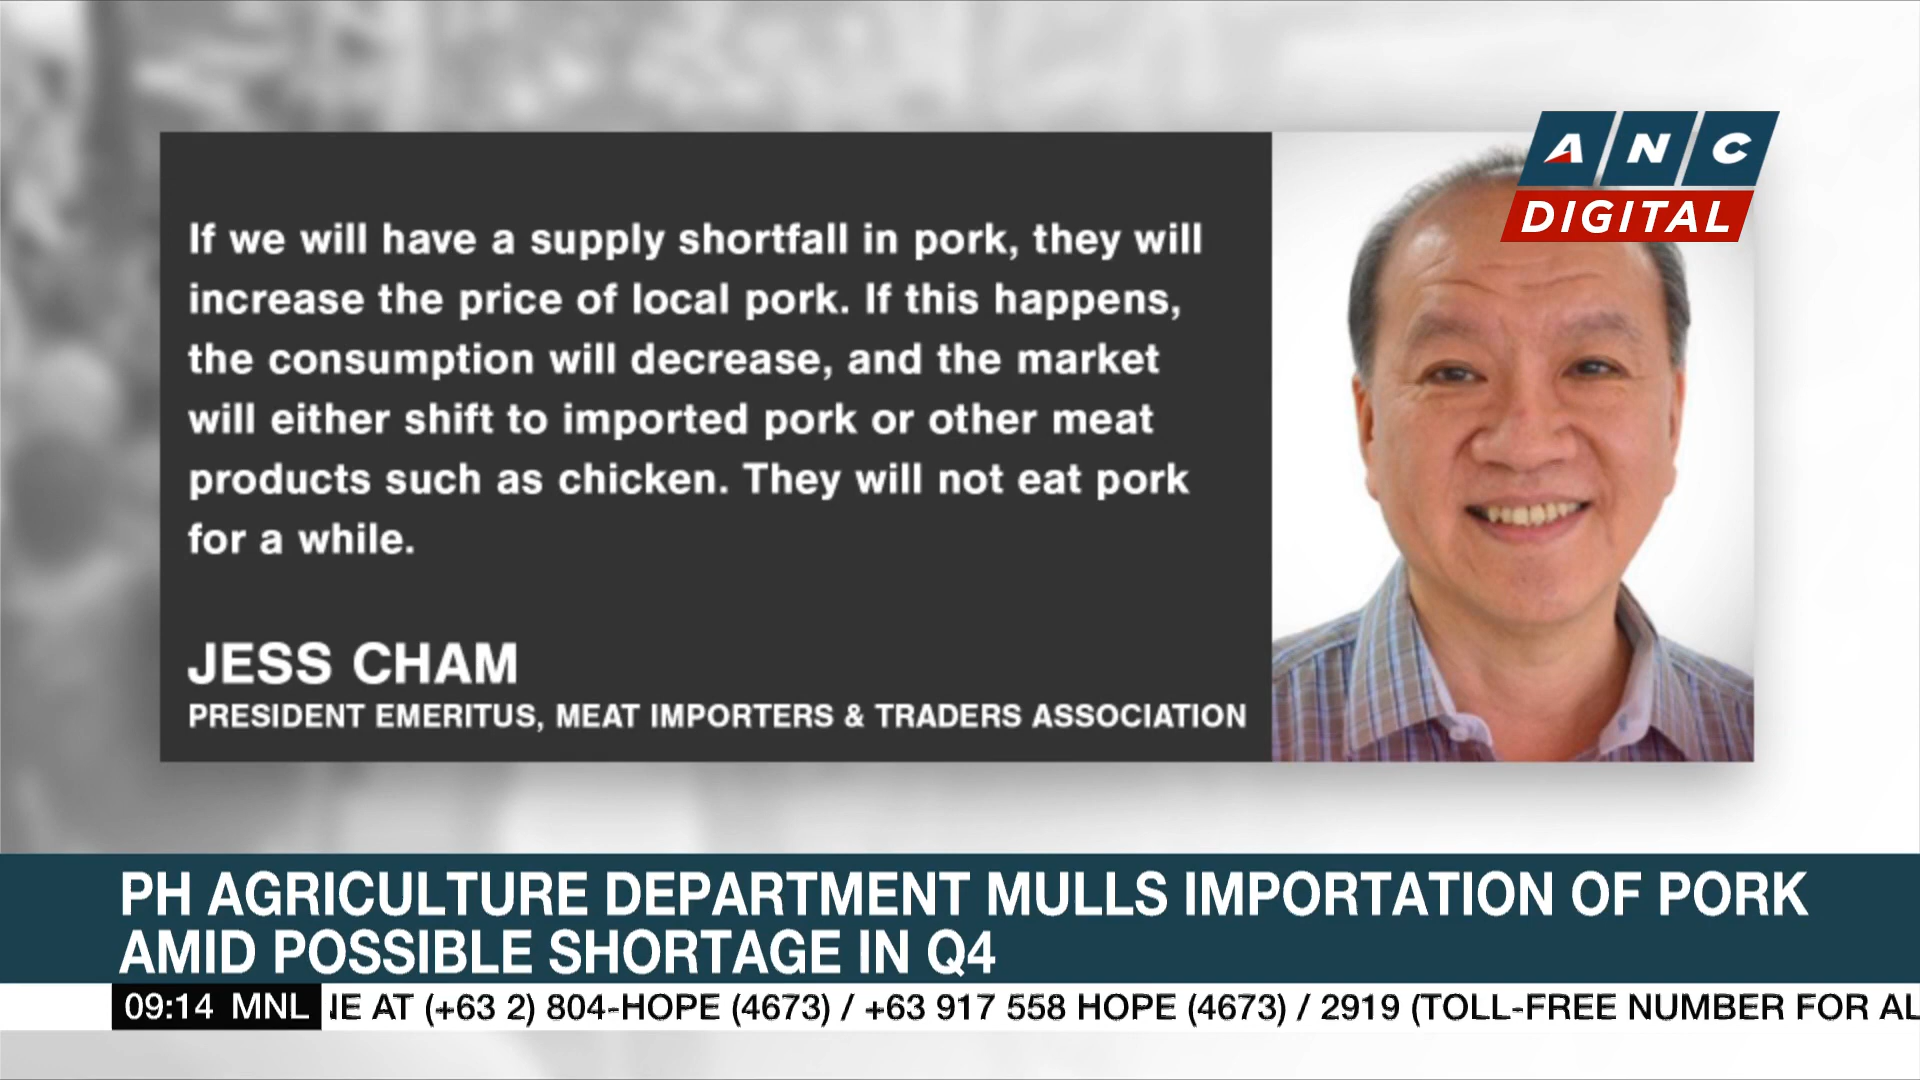 ANC
DIGITAL
If we will have a supply shortfall in pork, they will
increase the price of local pork. If this happens,
the consumption will decrease, and the market
will either shift to imported pork or other meat
products such as chicken. They will not eat pork
for a while.
JESS CHAM
PRESIDENT EMERITUS, MEAT IMPORTERS & TRADERS ASSOCIATION
PH AGRICULTURE DEPARTMENT MULLS IMPORTATION OF PORK
AMID POSSIBLE SHORTAGE IN Q4
09:14 MNL AT (+63 2) 804-HOPE (4673) / +63 917 558 HOPE (4673) / 2919 (TOLL-FREE NUMBER FOR